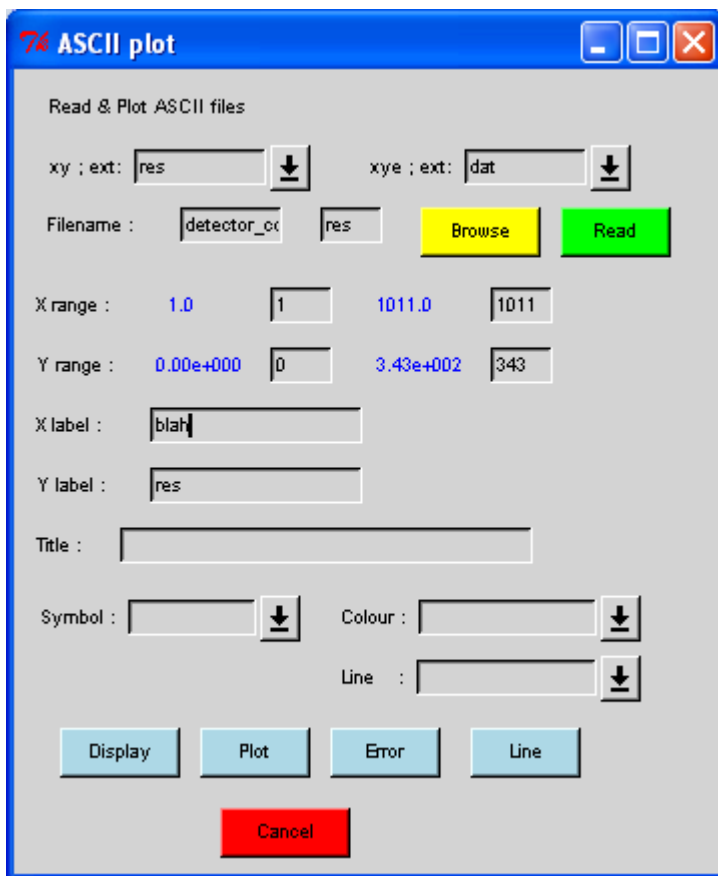 Tk ASCII plot
Read & Plot ASCII files
xy ; ext: res xye ; ext: dat
Filename : detector_co res Browse Read
X range : 1.0 1 1011.0 1011
Y range : 0.00e+000 0 3.43e+002 343
X label : blah
Y label : res
Title :
Symbol : Colour :
Line :
Display Plot Error Line
Cancel